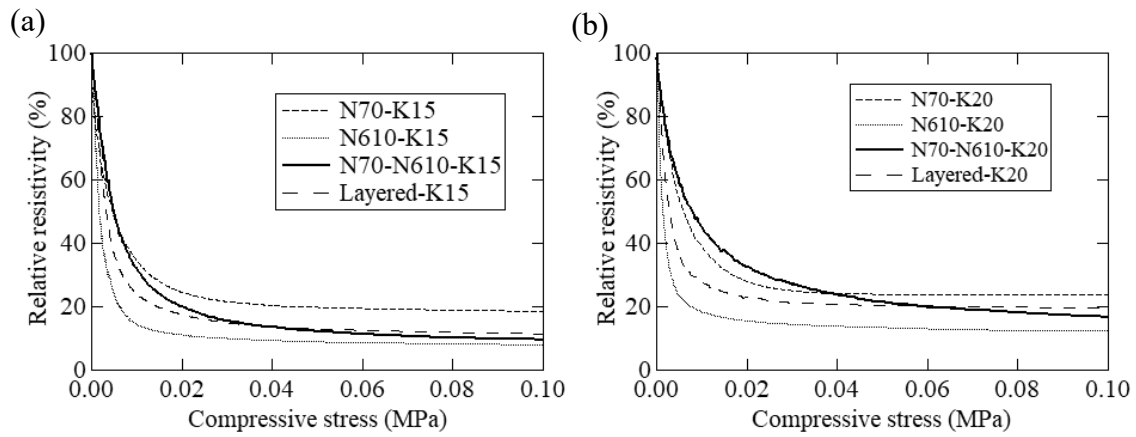 (a)
100
80
60
40
20
0
Relative resistivity (%)
N70-K15
N610-K15
N70-N610-K15
Layered-K15
0.00 0.02 0.04 0.06 0.08 0.10
Compressive stress (MPa)
(b)
100
80
60
40
20
0
Relative resistivity (%)
N70-K20
N610-K20
N70-N610-K20
Layered-K20
0.00 0.02 0.04 0.06 0.08 0.10
Compressive stress (MPa)